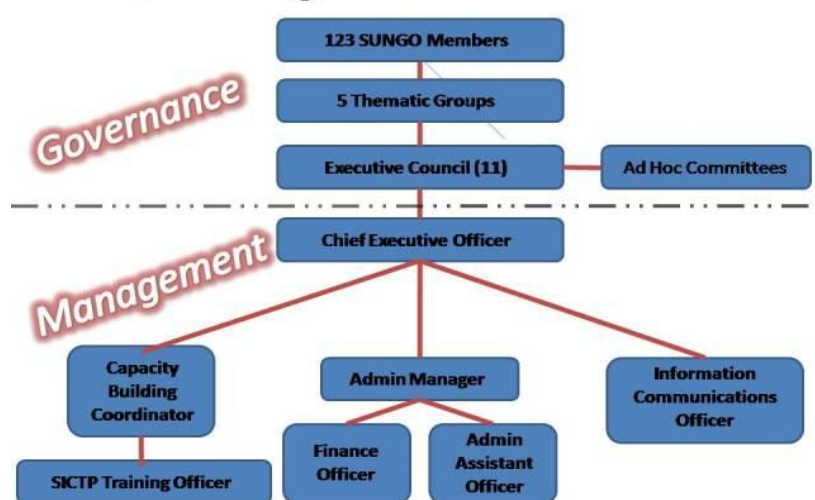 123 SUNGO Members
5 Thematic Groups
Governance
Executive Council (11)
Ad Hoc Committees
Chief Executive Officer
Management
Capacity
Building
Coordinator
Admin Manager
Information
Communications
Officer
SICTP Training Officer
Finance
Officer
Admin
Assistant
Officer